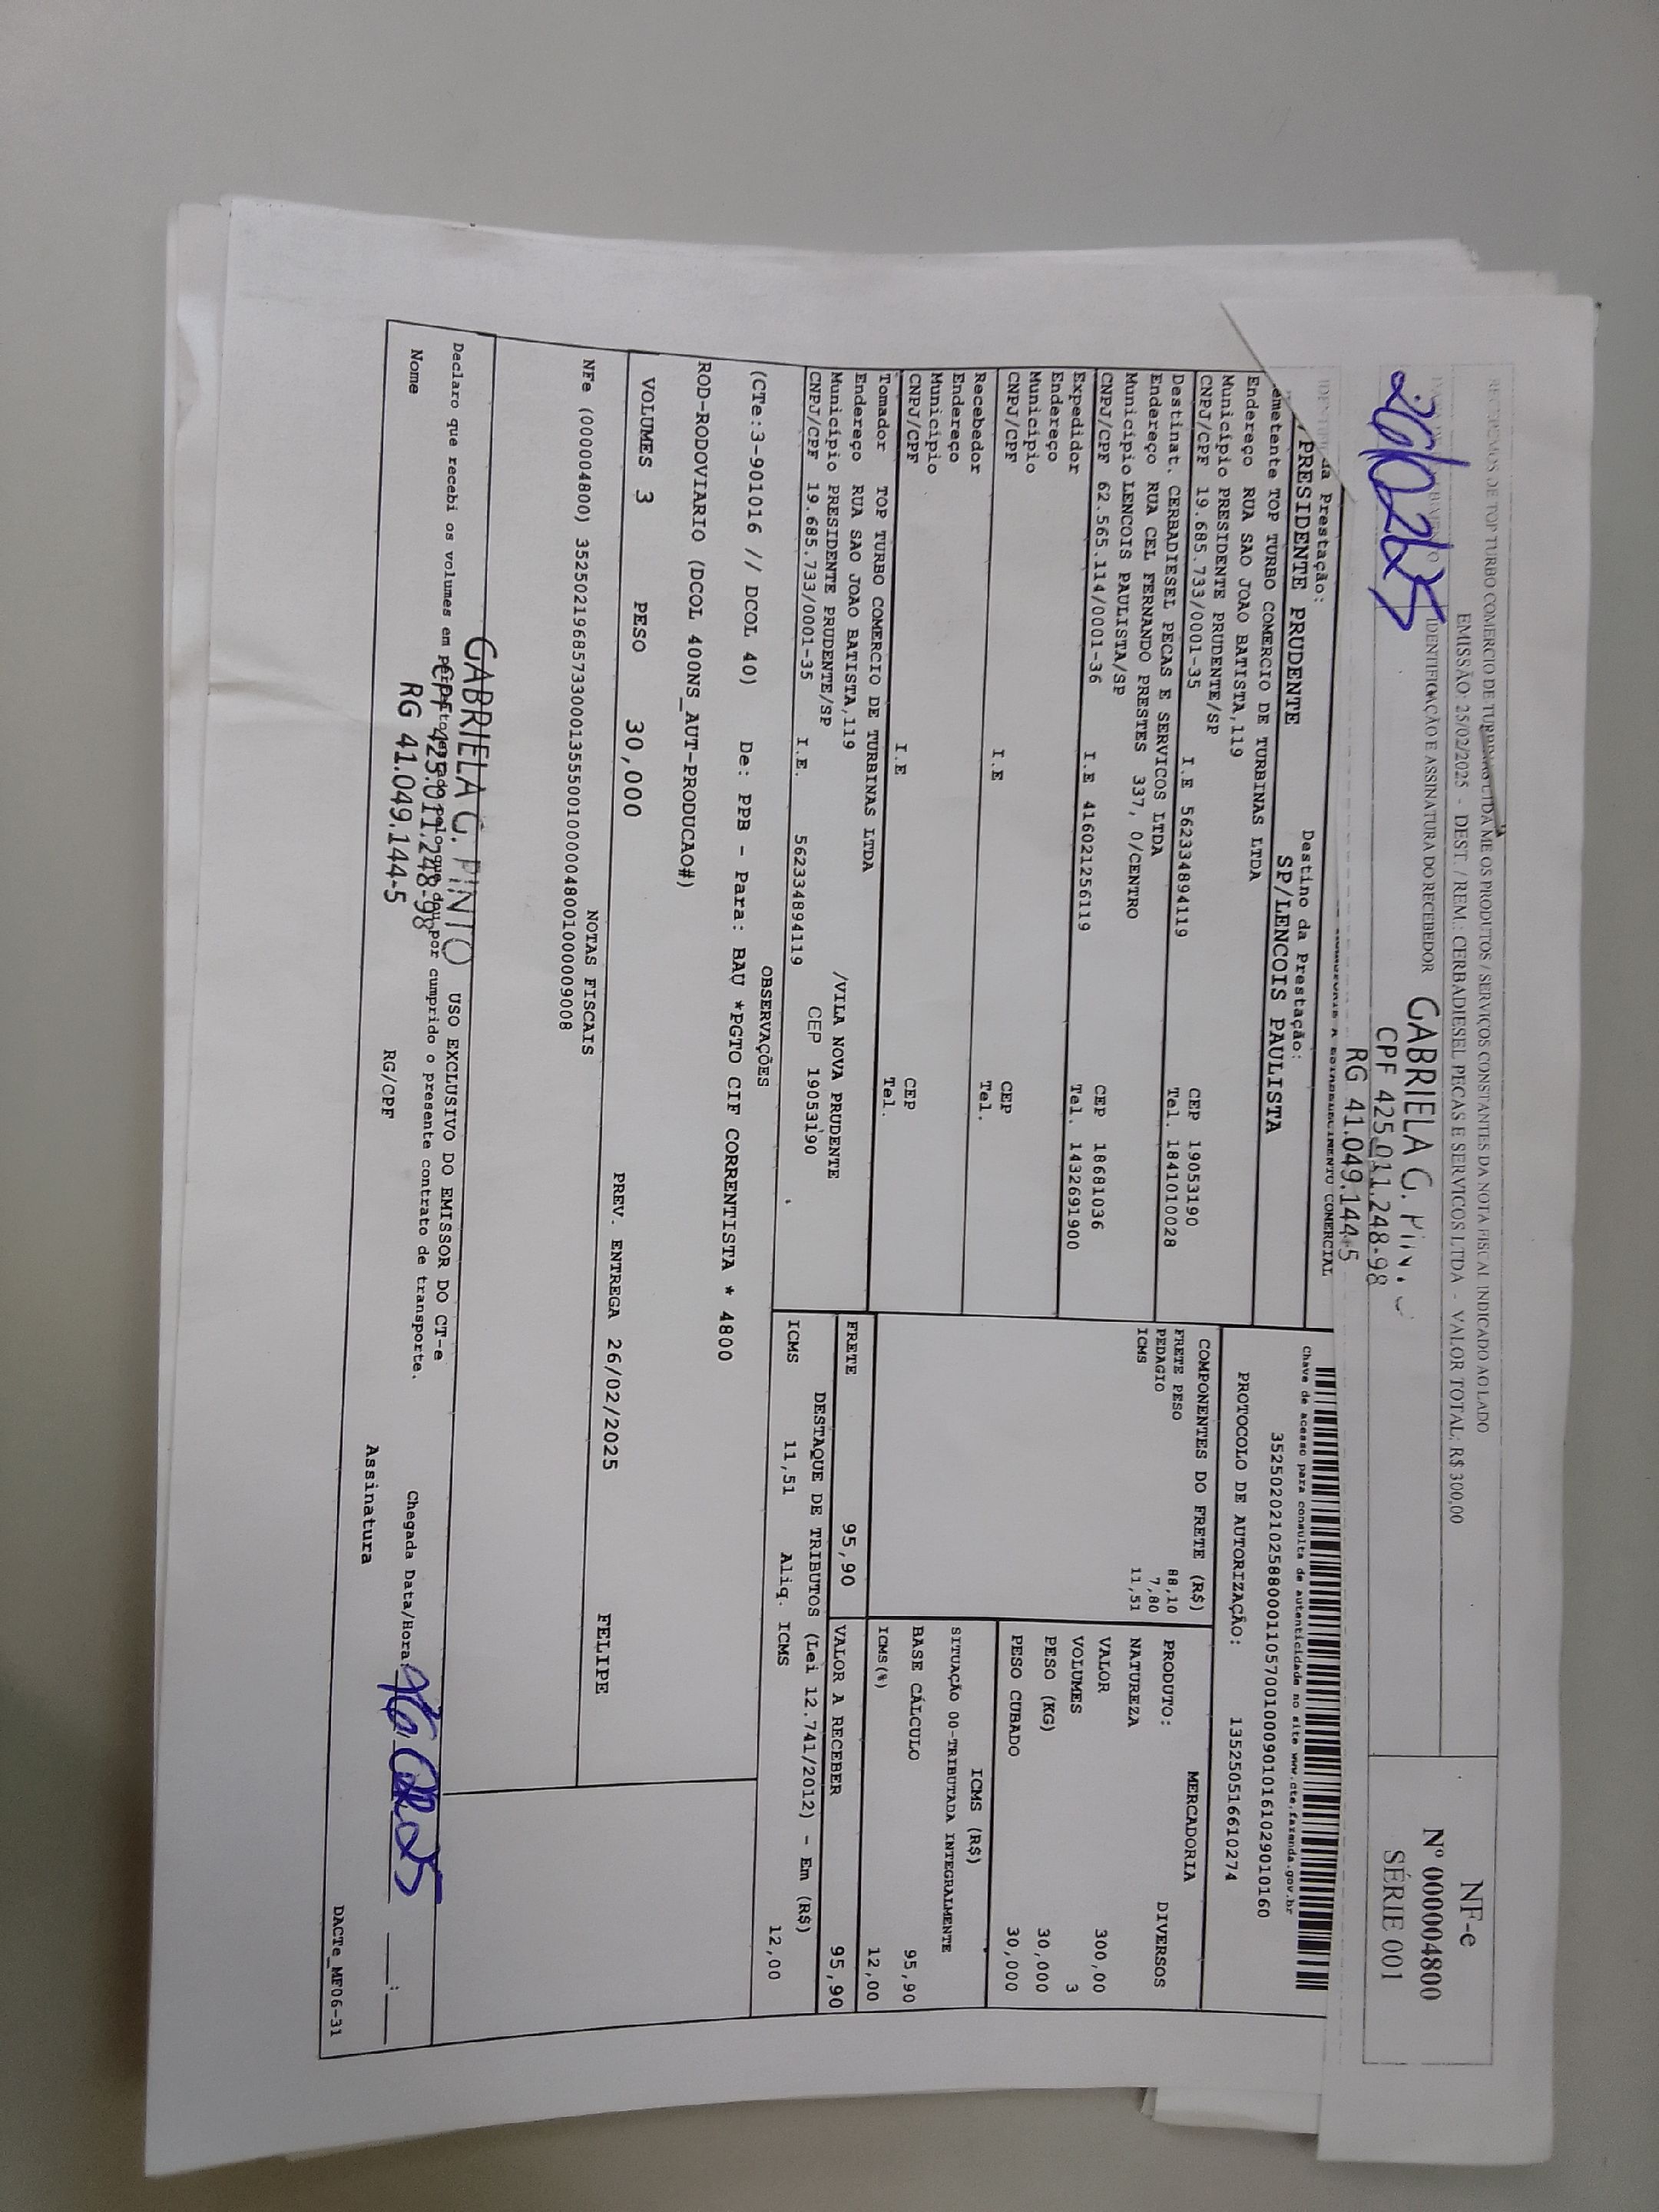 RECEBEMOS DE TOP TURBO COMERCIO DE TURBINAS LTDA ME OS PRODUTOS / SERVIÇOS CONSTANTES DA NOTA FISCAL INDICADO AO LADO
EMISSÃO: 25/02/2025 - DEST. / REM.: CERBADIESEL PECAS E SERVICOS LTDA - VALOR TOTAL: R$ 300,00
IDENTIFICAÇÃO E ASSINATURA DO RECEBEDOR
26/02/25
GABRIELA C.
CPF 425.011.248-98
RG 41.049.144-5
NF-e
Nº 000004800
SÉRIE 001
da Prestação:
PRESIDENTE PRUDENTE
Destino da Prestação:
SP/LENCOIS PAULISTA
Chave de acesso para consulta de autenticidade no site www.cte.fazenda.gov.br
emetente TOP TURBO COMERCIO DE TURBINAS LTDA
Endereço RUA SAO JOAO BATISTA,119
Município PRESIDENTE PRUDENTE/SP CEP 19053190
CNPJ/CPF 19.685.733/0001-35 I.E 562334894119 Tel. 1841010028
Destinat. CERBADIESEL PECAS E SERVICOS LTDA
Endereço RUA CEL FERNANDO PRESTES 337, 0/CENTRO
Município LENCOIS PAULISTA/SP CEP 18681036
CNPJ/CPF 62.565.114/0001-36 I.E 416021256119 Tel. 1432691900
Expedidor
Endereço
Município CEP
CNPJ/CPF I.E Tel.
Recebedor
Endereço
Município CEP
CNPJ/CPF I.E Tel.
Tomador TOP TURBO COMERCIO DE TURBINAS LTDA
Endereço RUA SAO JOAO BATISTA,119 /VILA NOVA PRUDENTE
Município PRESIDENTE PRUDENTE/SP CEP 19053190
CNPJ/CPF 19.685.733/0001-35 I.E. 562334894119
35250202102588000110570010009010161029010160
PROTOCOLO DE AUTORIZAÇÃO: 135250516610274
COMPONENTES DO FRETE (R$)
FRETE PESO 88,10
PEDAGIO 7,80
ICMS 11,51
MERCADORIA
PRODUTO: DIVERSOS
NATUREZA
VALOR 300,00
VOLUMES 3
PESO (KG) 30,000
PESO CUBADO 30,000
ICMS (R$)
SITUAÇÃO 00-TRIBUTADA INTEGRALMENTE
BASE CÁLCULO 95,90
ICMS(%) 12,00
FRETE 95,90
VALOR A RECEBER 95,90
DESTAQUE DE TRIBUTOS (Lei 12.741/2012) - Em (R$)
ICMS 11,51 Aliq. ICMS 12,00
OBSERVAÇÕES
(CTe:3-901016 // DCOL 40) De: PPB - Para: BAU *PGTO CIF CORRENTISTA * 4800
ROD-RODOVIARIO (DCOL 400NS_AUT-PRODUCAO#)
VOLUMES 3 PESO 30,000 PREV. ENTREGA 26/02/2025 FELIPE
NOTAS FISCAIS
NFe (000004800) 35250219685733000135550010000048001000009008
USO EXCLUSIVO DO EMISSOR DO CT-e
Declaro que recebi os volumes em perfeito estado pelo que dou por cumprido o presente contrato de transporte.
GABRIELA C. PINTO
CPF 425.011.248-98
RG 41.049.144-5
Nome RG/CPF Assinatura
Chegada Data/Hora: 26/02/25
DACTe_MF06-31